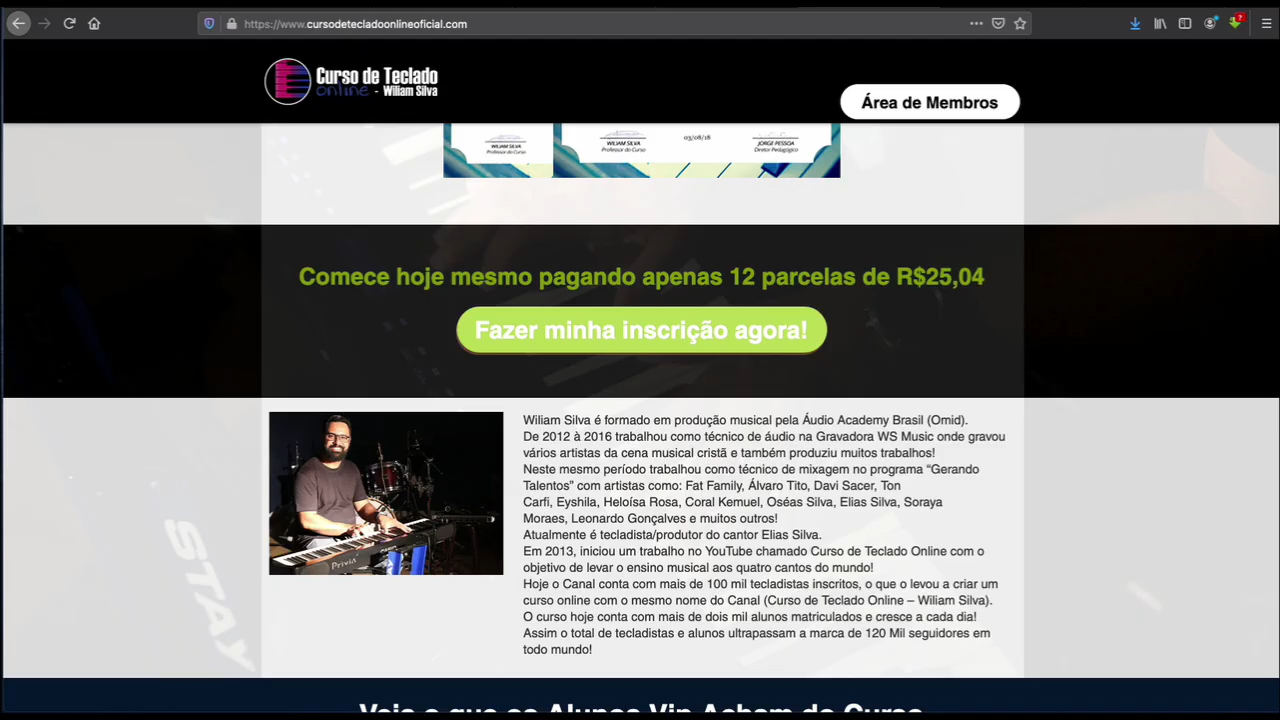 https://www.cursodetecladoonlineoficial.com
Curso de Teclado
online - Wiliam Silva
Área de Membros
WILIAM SILVA
Professor do Curso
WILIAM SILVA
Professor do Curso
03/08/18
JORGE PESSOA
Diretor Pedagógico
Comece hoje mesmo pagando apenas 12 parcelas de R$25,04
Fazer minha inscrição agora!
Wiliam Silva é formado em produção musical pela Áudio Academy Brasil (Omid).
De 2012 à 2016 trabalhou como técnico de áudio na Gravadora WS Music onde gravou
vários artistas da cena musical cristã e também produziu muitos trabalhos!
Neste mesmo período trabalhou como técnico de mixagem no programa “Gerando
Talentos” com artistas como: Fat Family, Álvaro Tito, Davi Sacer, Ton
Carfi, Eyshila, Heloísa Rosa, Coral Kemuel, Oséas Silva, Elias Silva, Soraya
Moraes, Leonardo Gonçalves e muitos outros!
Atualmente é tecladista/produtor do cantor Elias Silva.
Em 2013, iniciou um trabalho no YouTube chamado Curso de Teclado Online com o
objetivo de levar o ensino musical aos quatro cantos do mundo!
Hoje o Canal conta com mais de 100 mil tecladistas inscritos, o que o levou a criar um
curso online com o mesmo nome do Canal (Curso de Teclado Online – Wiliam Silva).
O curso hoje conta com mais de dois mil alunos matriculados e cresce a cada dia!
Assim o total de tecladistas e alunos ultrapassam a marca de 120 Mil seguidores em
todo mundo!
Privia
STAY
Veja o que os Alunos Vip Acham do Curso